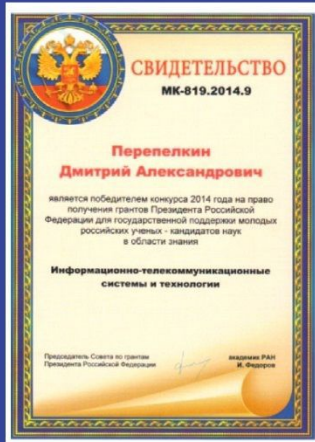 СВИДЕТЕЛЬСТВО
МК-819.2014.9
Перепелкин
Дмитрий Александрович
является победителем конкурса 2014 года на право
получения грантов Президента Российской
Федерации для государственной поддержки молодых
российских ученых - кандидатов наук
в области знания
Информационно-телекоммуникационные
системы и технологии
Председатель Совета по грантам
Президента Российской Федерации
академик РАН
И. Федоров